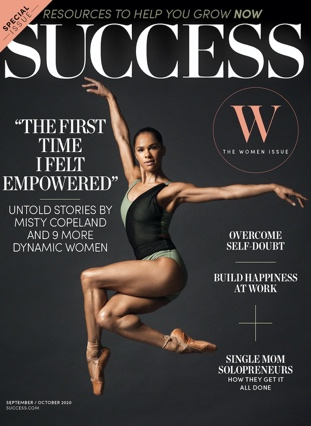 SPECIAL
ISSUE
RESOURCES TO HELP YOU GROW NOW
SUCCESS
W
THE WOMEN ISSUE
“THE FIRST
TIME
I FELT
EMPOWERED”
UNTOLD STORIES BY
MISTY COPELAND
AND 9 MORE
DYNAMIC WOMEN
OVERCOME
SELF-DOUBT
BUILD HAPPINESS
AT WORK
SINGLE MOM
SOLOPRENEURS
HOW THEY GET IT
ALL DONE
SEPTEMBER / OCTOBER 2020
SUCCESS.COM